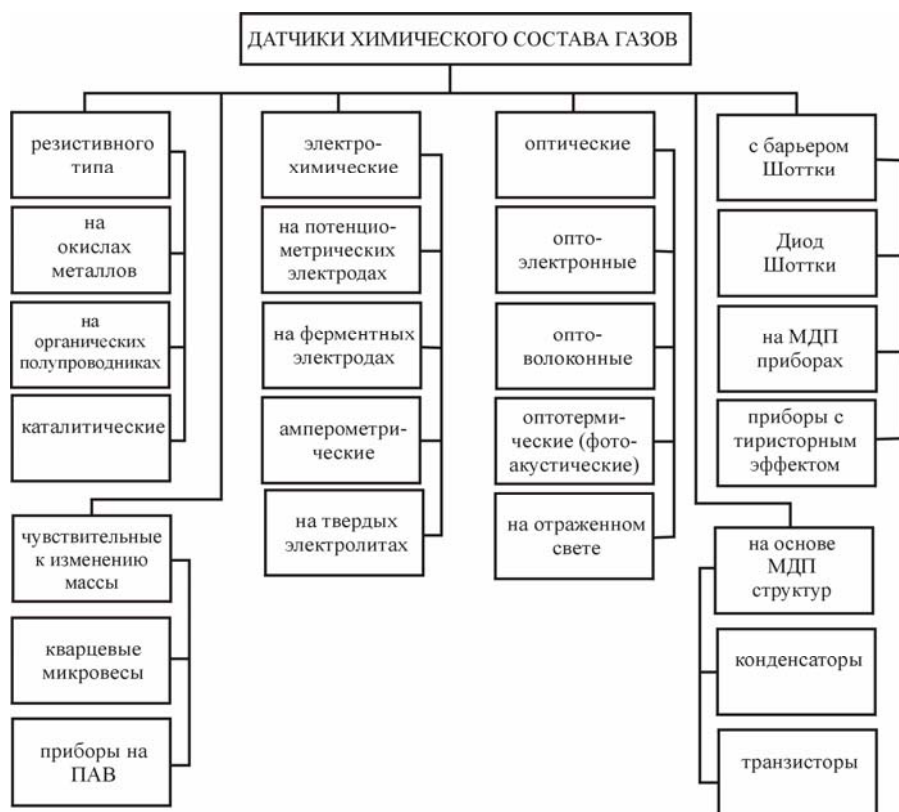 ДАТЧИКИ ХИМИЧЕСКОГО СОСТАВА ГАЗОВ
резистивного
типа
на
окислах
металлов
на
органических
полупроводниках
каталитические
чувствительные
к изменению
массы
кварцевые
микровесы
приборы на
ПАВ
электро-
химические
на потенцио-
метрических
электродах
на ферментных
электродах
амперометри-
ческие
на твердых
электролитах
оптические
опто-
электронные
опто-
волоконные
оптотерми-
ческие (фото-
акустические)
на отраженном
свете
с барьером
Шоттки
Диод
Шоттки
на МДП
приборах
приборы с
тиристорным
эффектом
на основе
МДП
структур
конденсаторы
транзисторы